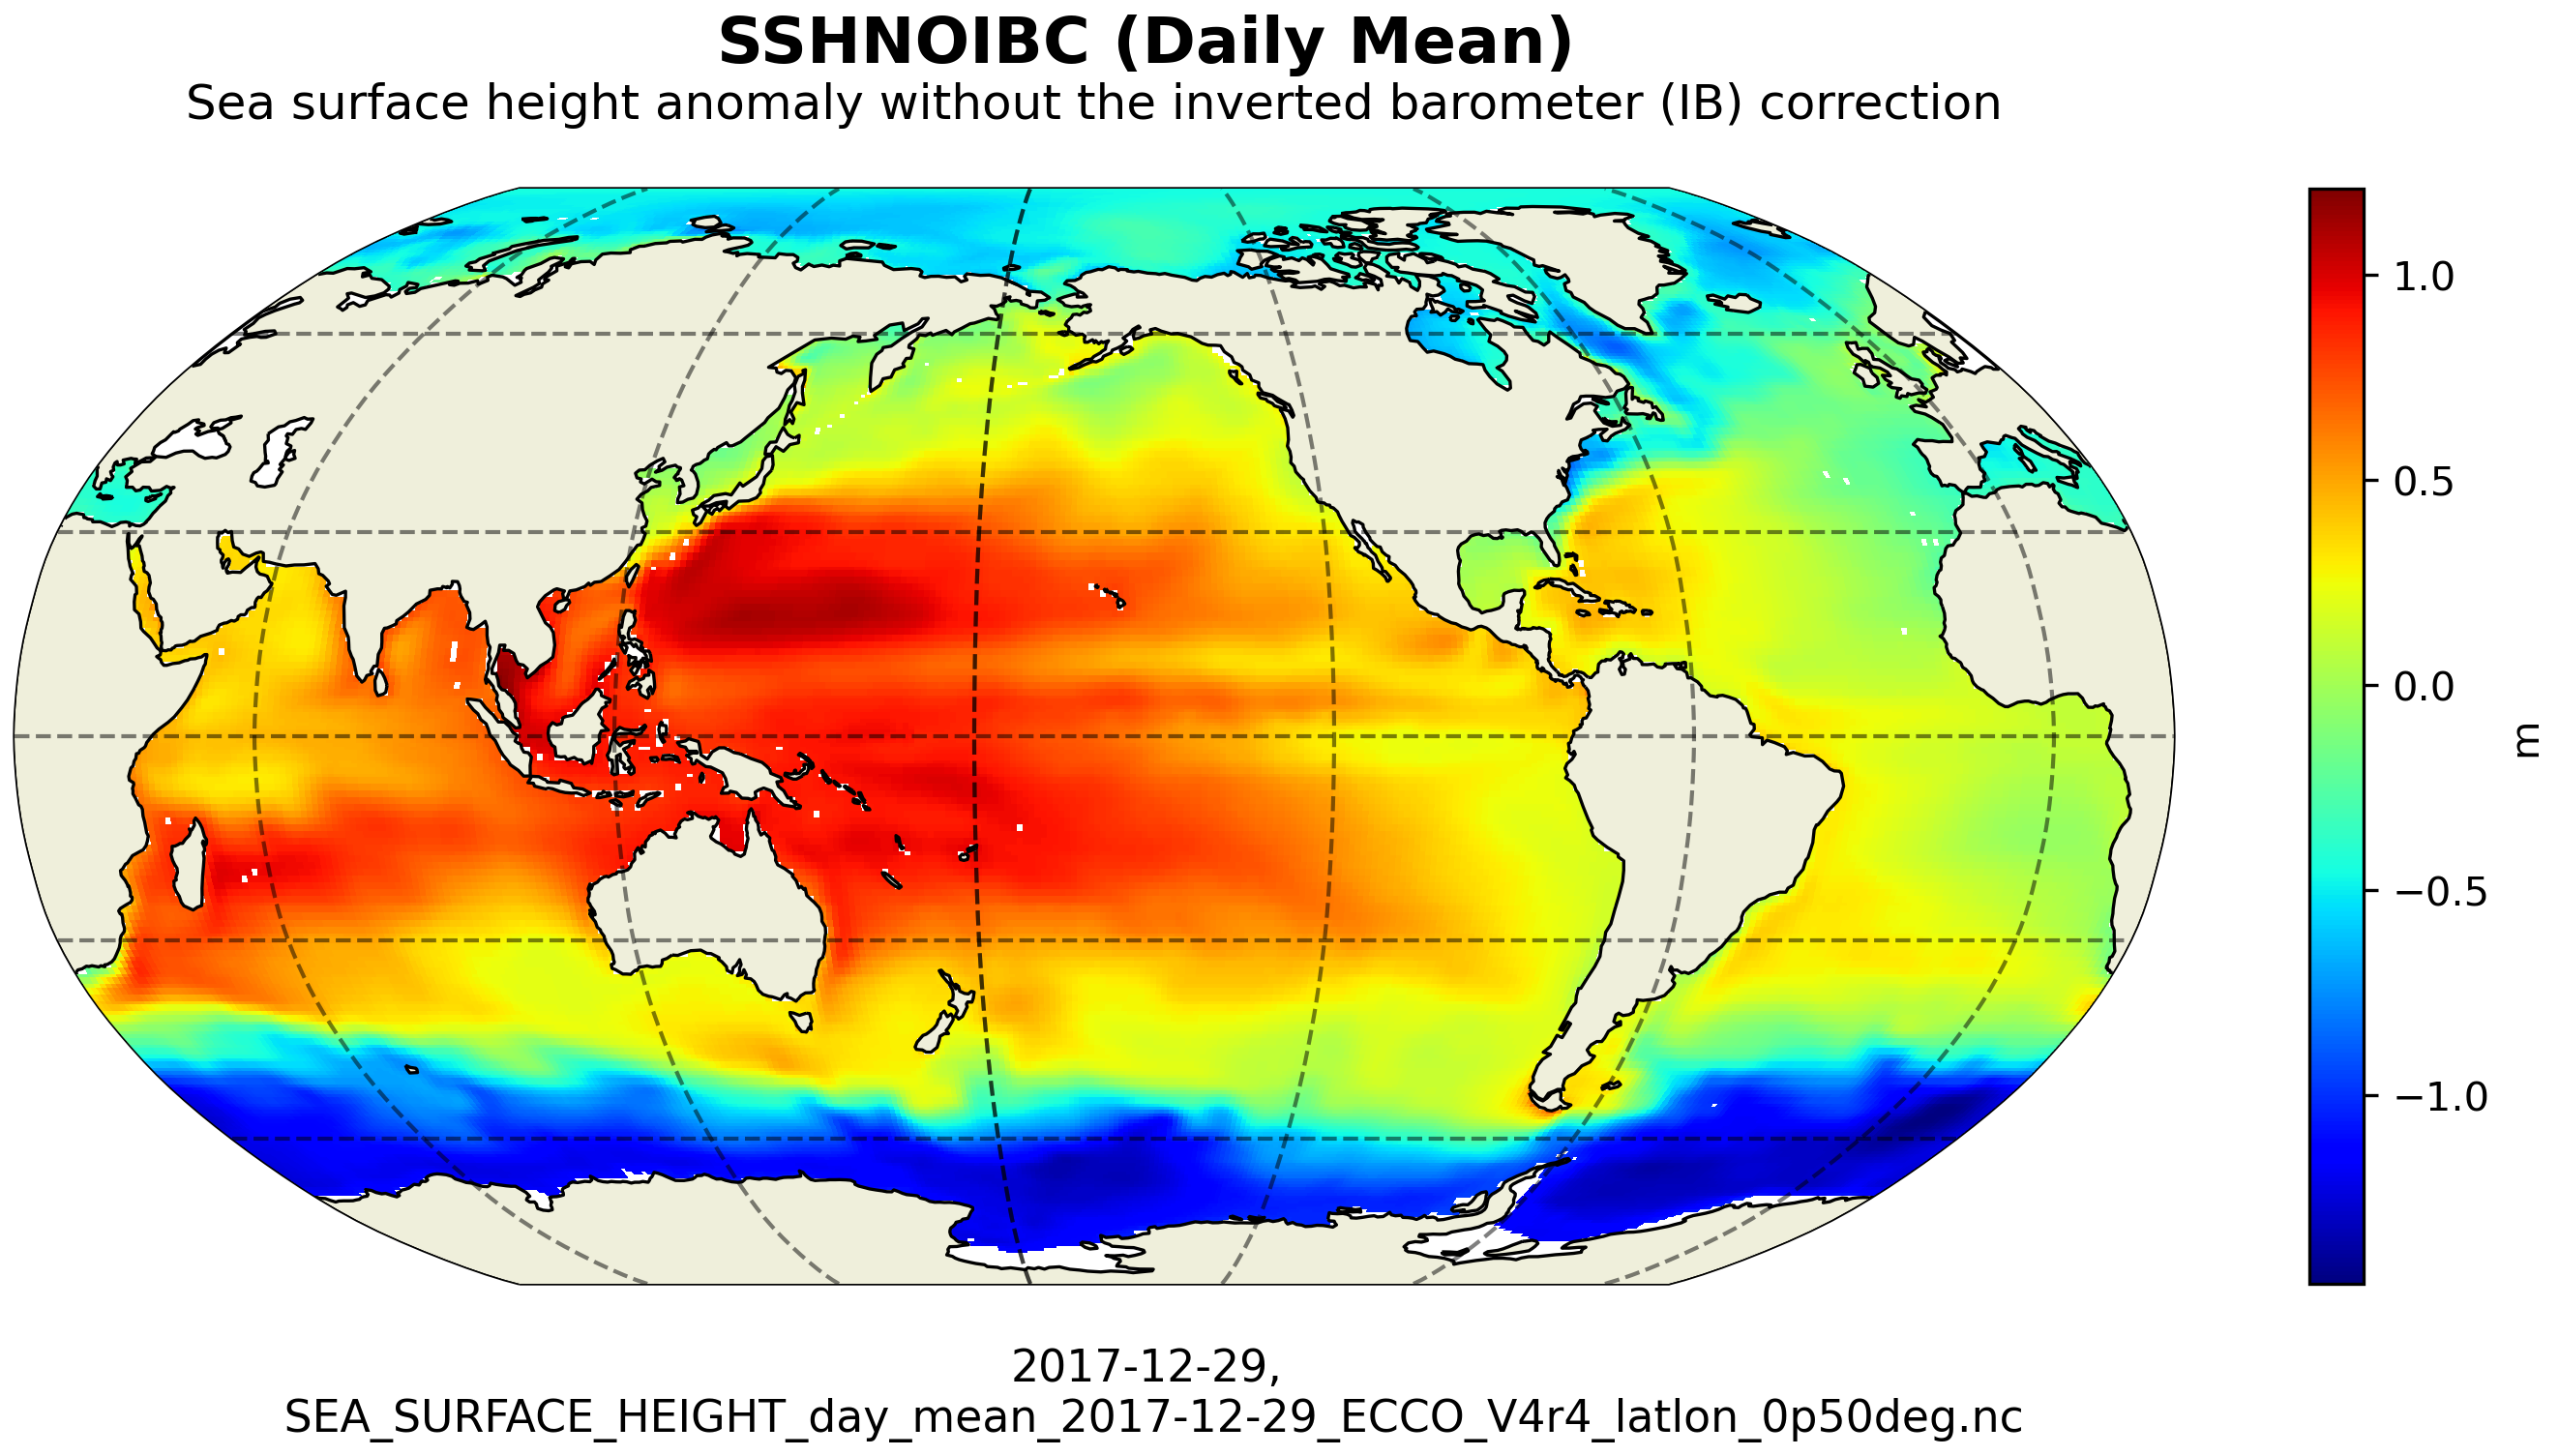 SSHNOIBC (Daily Mean)
Sea surface height anomaly without the inverted barometer (IB) correction
1.0
0.5
0.0
−0.5
−1.0
m
2017-12-29,
SEA_SURFACE_HEIGHT_day_mean_2017-12-29_ECCO_V4r4_latlon_0p50deg.nc